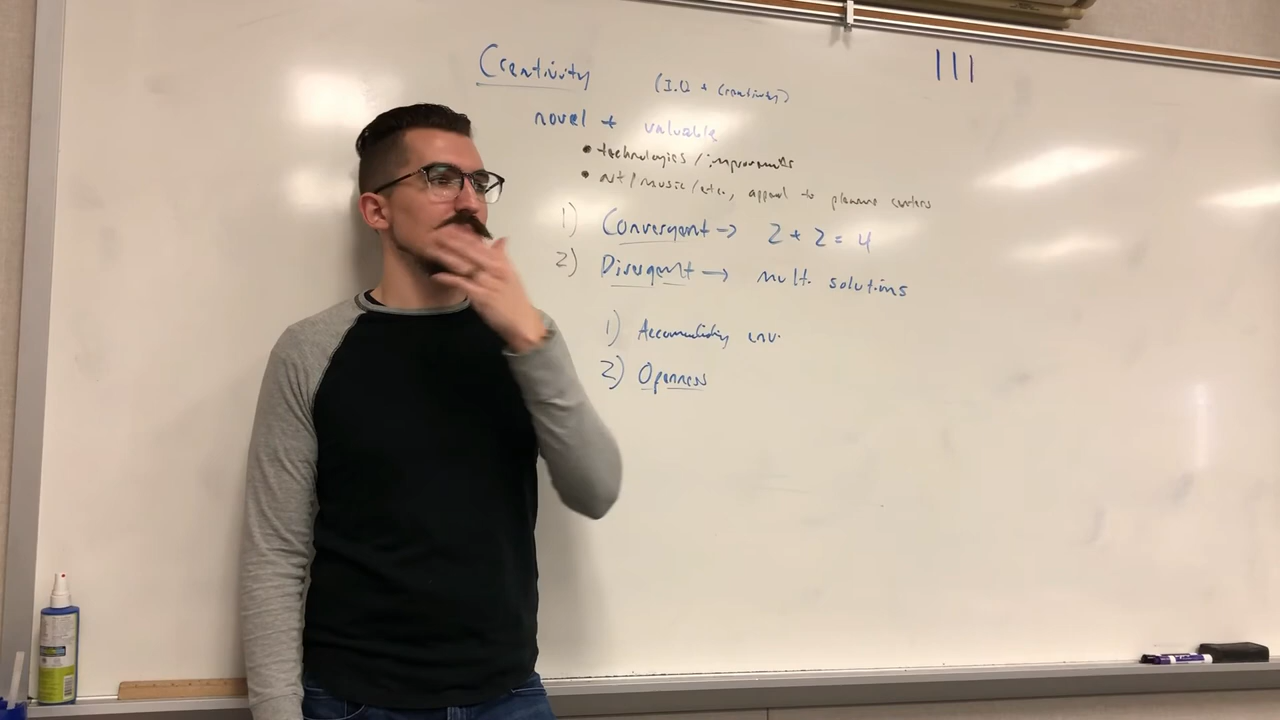 Creativity
(I.Q + Creativity)
|||
novel + valuable
• technologies / improvements
• art / music / etc., appeal to pleasure centers
1) Convergent → 2 + 2 = 4
2) Divergent → mult. solutions
1) Accomodating env.
2) Openness